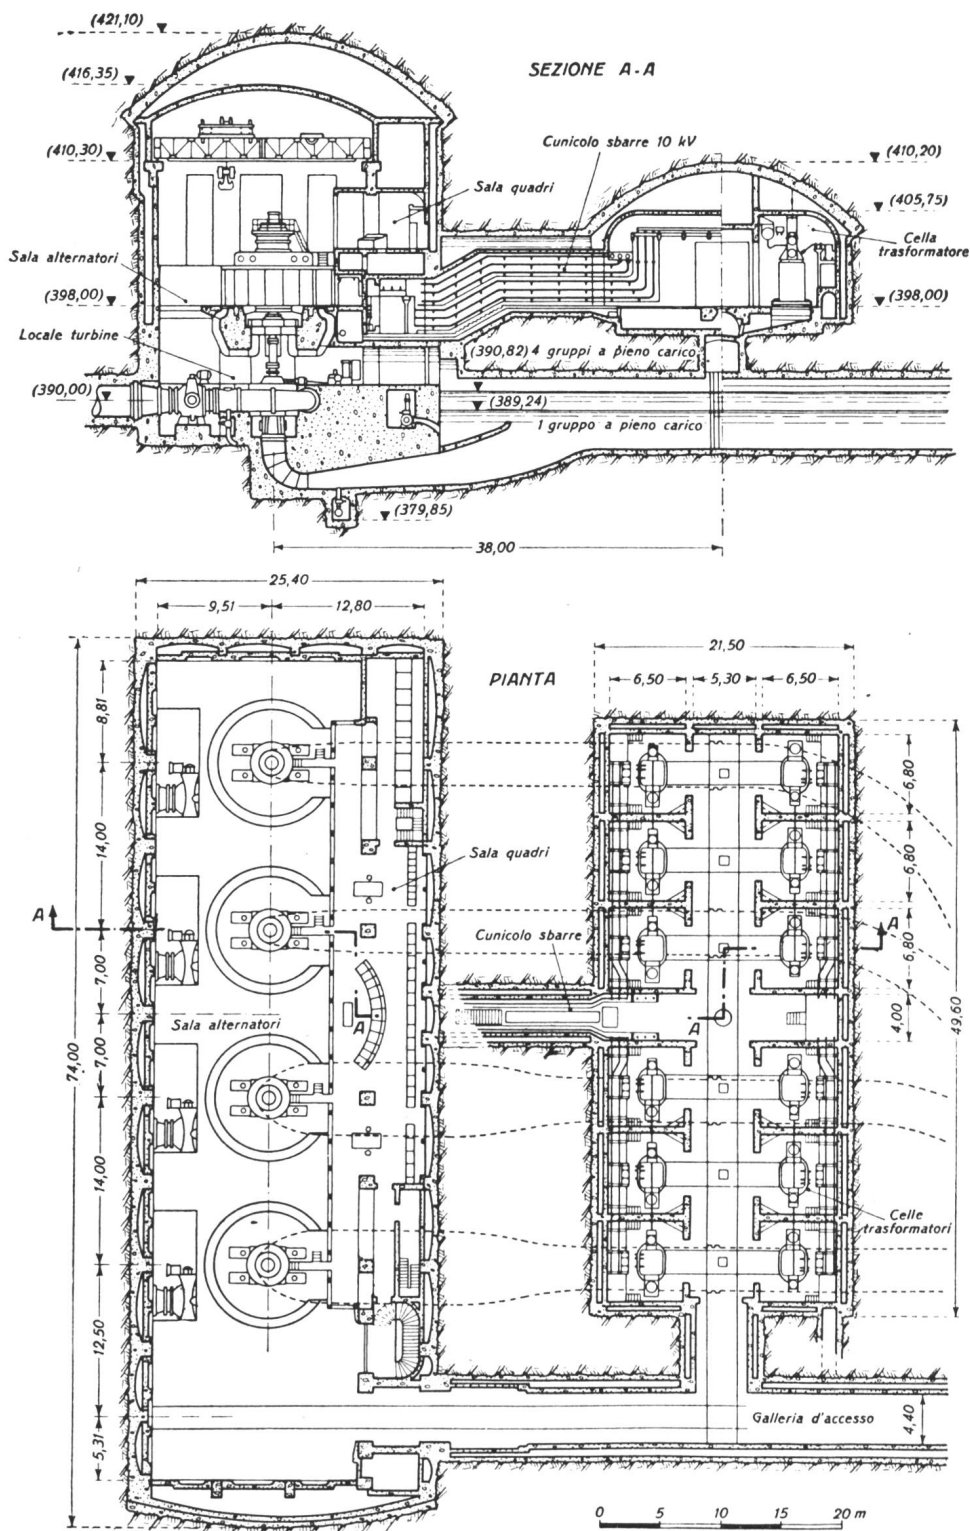 (421,10)
(416,35)
SEZIONE A-A
(410,30)
Cunicolo sbarre 10 kV
(410,20)
Sala quadri
(405,75)
Sala alternatori
Cella
trasformatore
(398,00)
(398,00)
Locale turbine
(390,82) 4 gruppi a pieno carico
(390,00)
(389,24)
1 gruppo a pieno carico
(379,85)
38,00
25,40
9,51
12,80
PIANTA
21,50
6,50
5,30
6,50
8,81
6,80
14,00
Sala quadri
6,80
A
A
Cunicolo sbarre
6,80
7,00
Sala alternatori
A
A
4,00
49,60
74,00
7,00
14,00
Celle
trasformatori
12,50
Galleria d'accesso
4,40
5,31
0
5
10
15
20 m